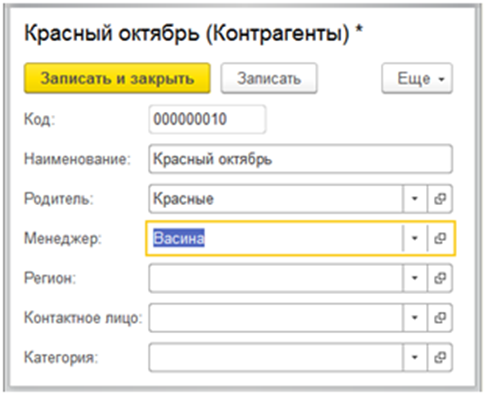 Красный октябрь (Контрагенты) *
Записать и закрыть Записать Еще
Код: 000000010
Наименование: Красный октябрь
Родитель: Красные
Менеджер: Васина
Регион:
Контактное лицо:
Категория: